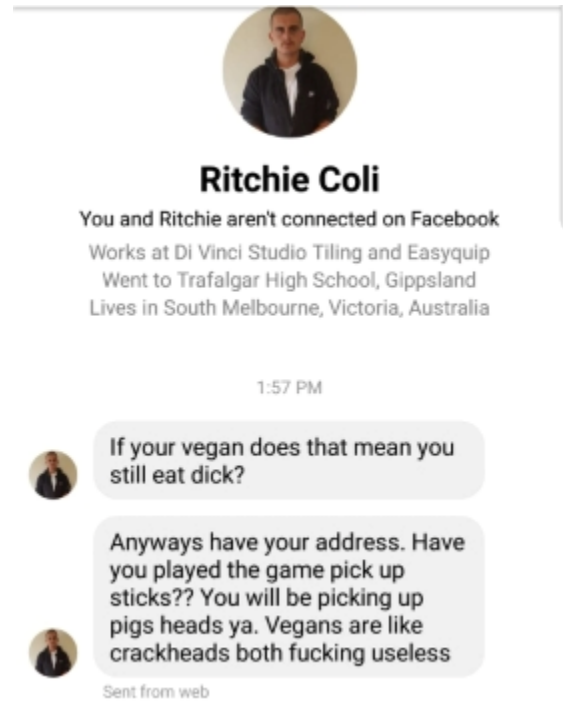 Ritchie Coli
You and Ritchie aren't connected on Facebook
Works at Di Vinci Studio Tiling and Easyquip
Went to Trafalgar High School, Gippsland
Lives in South Melbourne, Victoria, Australia
1:57 PM
If your vegan does that mean you
still eat dick?
Anyways have your address. Have
you played the game pick up
sticks?? You will be picking up
pigs heads ya. Vegans are like
crackheads both fucking useless
Sent from web